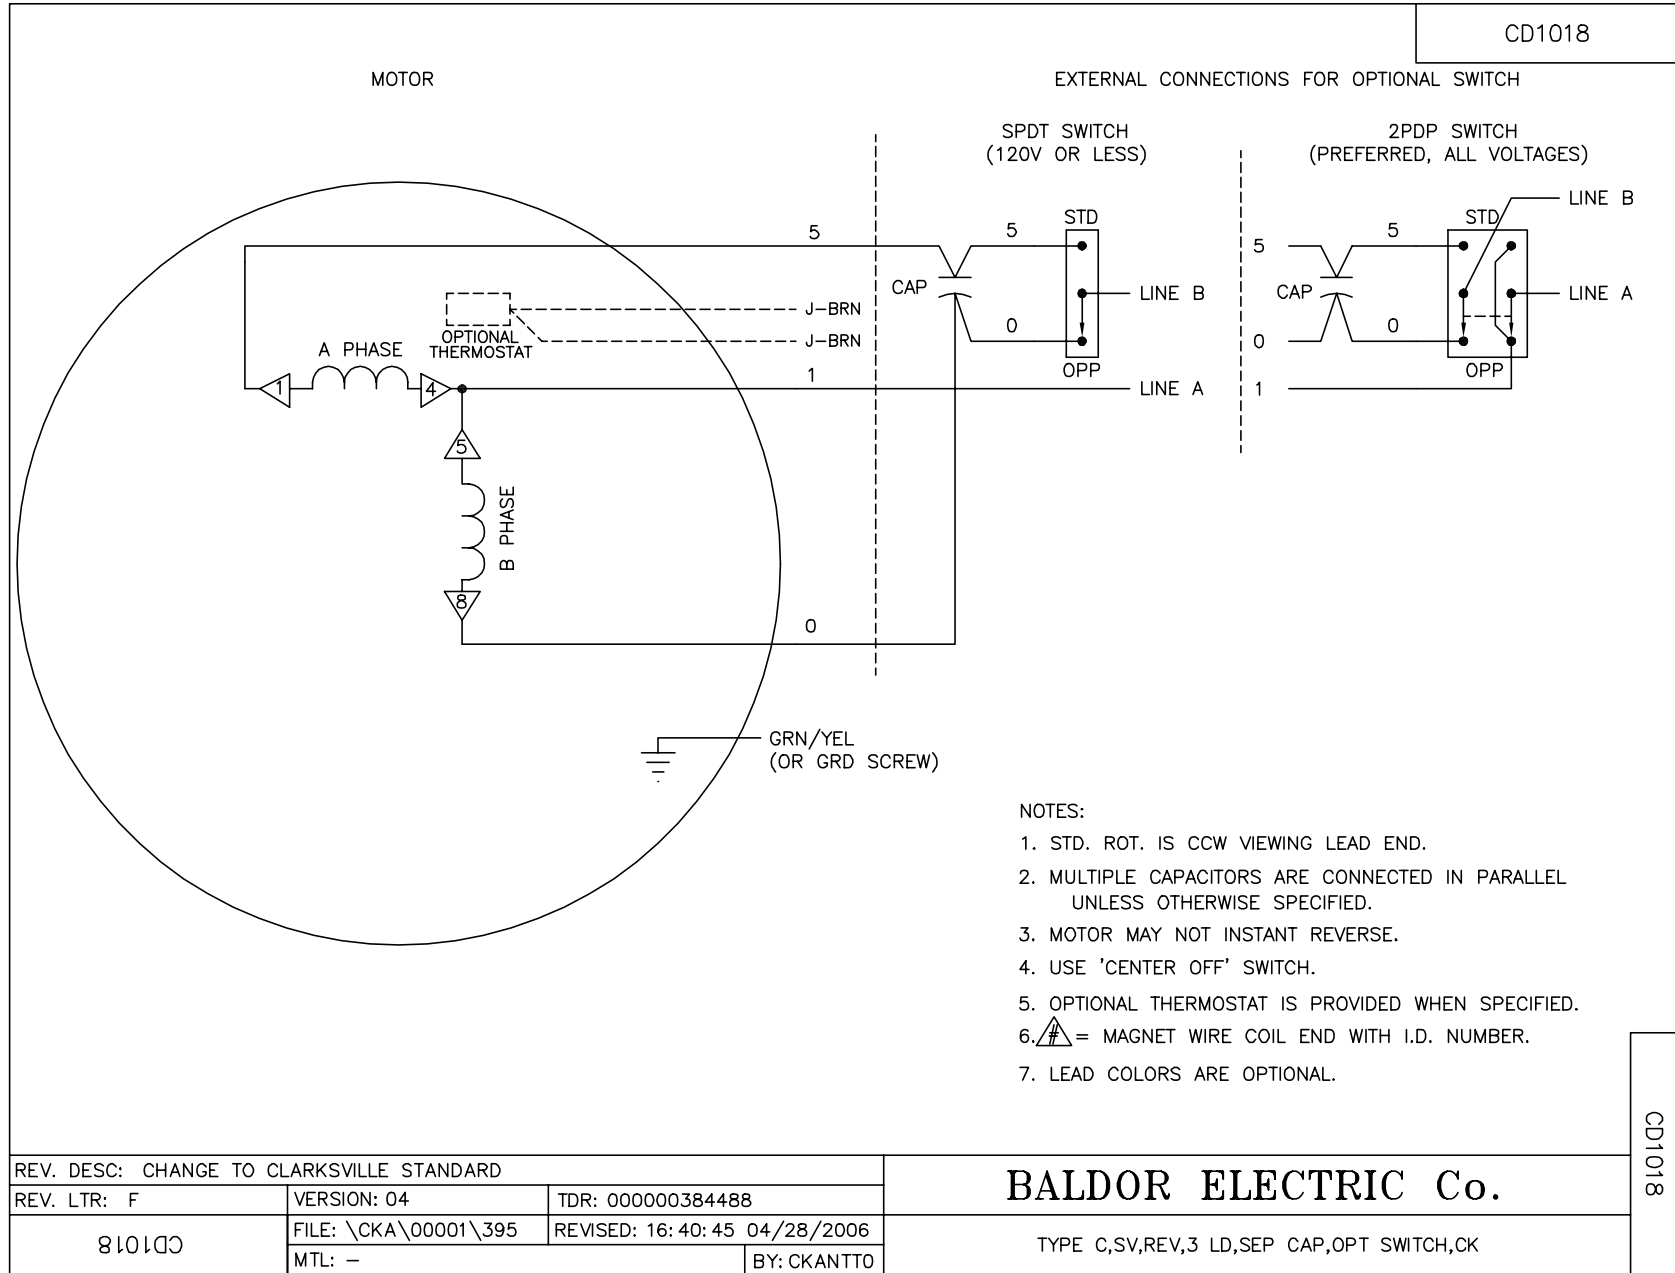 CD1018
MOTOR
EXTERNAL CONNECTIONS FOR OPTIONAL SWITCH
SPDT SWITCH
(120V OR LESS)
2PDP SWITCH
(PREFERRED, ALL VOLTAGES)
LINE B
5
5
STD
5
5
STD
CAP
LINE B
CAP
LINE A
J-BRN
0
0
0
OPTIONAL
THERMOSTAT
J-BRN
A PHASE
1
4
1
OPP
LINE A
1
OPP
5
B PHASE
8
0
GRN/YEL
(OR GRD SCREW)
NOTES:
1. STD. ROT. IS CCW VIEWING LEAD END.
2. MULTIPLE CAPACITORS ARE CONNECTED IN PARALLEL
UNLESS OTHERWISE SPECIFIED.
3. MOTOR MAY NOT INSTANT REVERSE.
4. USE 'CENTER OFF' SWITCH.
5. OPTIONAL THERMOSTAT IS PROVIDED WHEN SPECIFIED.
6. # = MAGNET WIRE COIL END WITH I.D. NUMBER.
7. LEAD COLORS ARE OPTIONAL.
CD1018
REV. DESC: CHANGE TO CLARKSVILLE STANDARD
REV. LTR: F
VERSION: 04
TDR: 000000384488
FILE: \CKA\00001\395
REVISED: 16:40:45 04/28/2006
MTL: -
BY: CKANTT0
CD1018
BALDOR ELECTRIC Co.
TYPE C,SV,REV,3 LD,SEP CAP,OPT SWITCH,CK